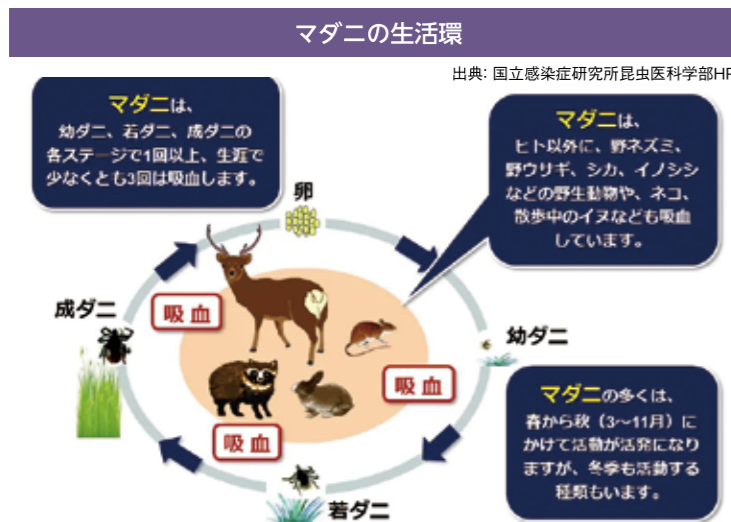 マダニの生活環
出典: 国立感染症研究所昆虫医科学部HP
マダニは、
幼ダニ、若ダニ、成ダニの
各ステージで1回以上、生涯で
少なくとも3回は吸血します。
マダニは、
ヒト以外に、野ネズミ、
野ウサギ、シカ、イノシシ
などの野生動物や、ネコ、
散歩中のイヌなども吸血
しています。
卵
成ダニ
吸血
幼ダニ
吸血
マダニの多くは、
春から秋（3～11月）に
かけて活動が活発になり
ますが、冬季も活動する
種類もいます。
吸血
若ダニ